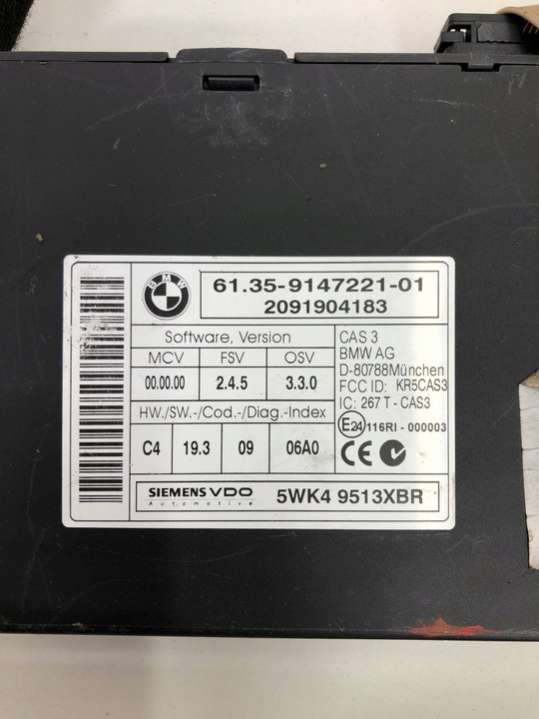 BMW
61.35-9147221-01
2091904183
Software, Version
MCV FSV OSV
00.00.00 2.4.5 3.3.0
HW./SW.-/Cod.-/Diag.-Index
C4 19.3 09 06A0
CAS 3
BMW AG
D-80788München
FCC ID: KR5CAS3
IC: 267 T - CAS3
E24 116RI - 000003
CE
SIEMENS VDO
Automotive
5WK4 9513XBR